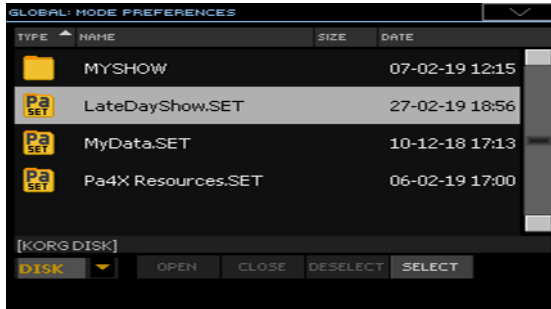 GLOBAL: MODE PREFERENCES
TYPE NAME SIZE DATE
MYSHOW 07-02-19 12:15
Pa SET LateDayShow.SET 27-02-19 18:56
Pa SET MyData.SET 10-12-18 17:13
Pa SET Pa4X Resources.SET 06-02-19 17:00
[KORG DISK]
DISK OPEN CLOSE DESELECT SELECT